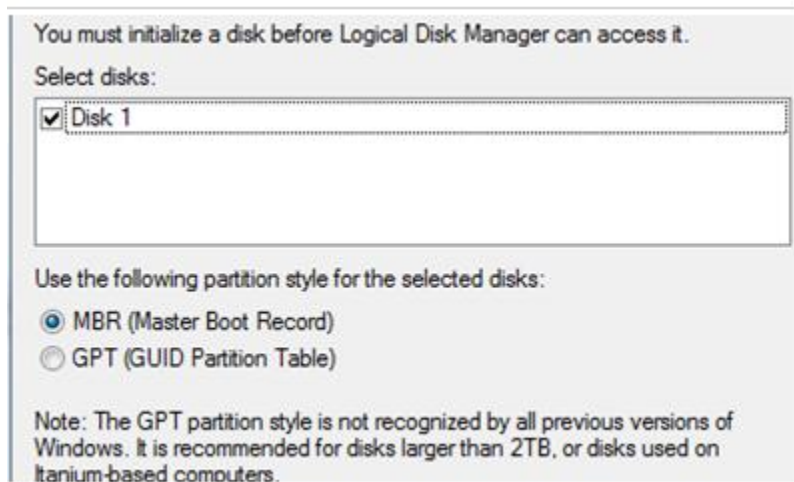 You must initialize a disk before Logical Disk Manager can access it.
Select disks:
Disk 1
Use the following partition style for the selected disks:
MBR (Master Boot Record)
GPT (GUID Partition Table)
Note: The GPT partition style is not recognized by all previous versions of
Windows. It is recommended for disks larger than 2TB, or disks used on
Itanium-based computers.